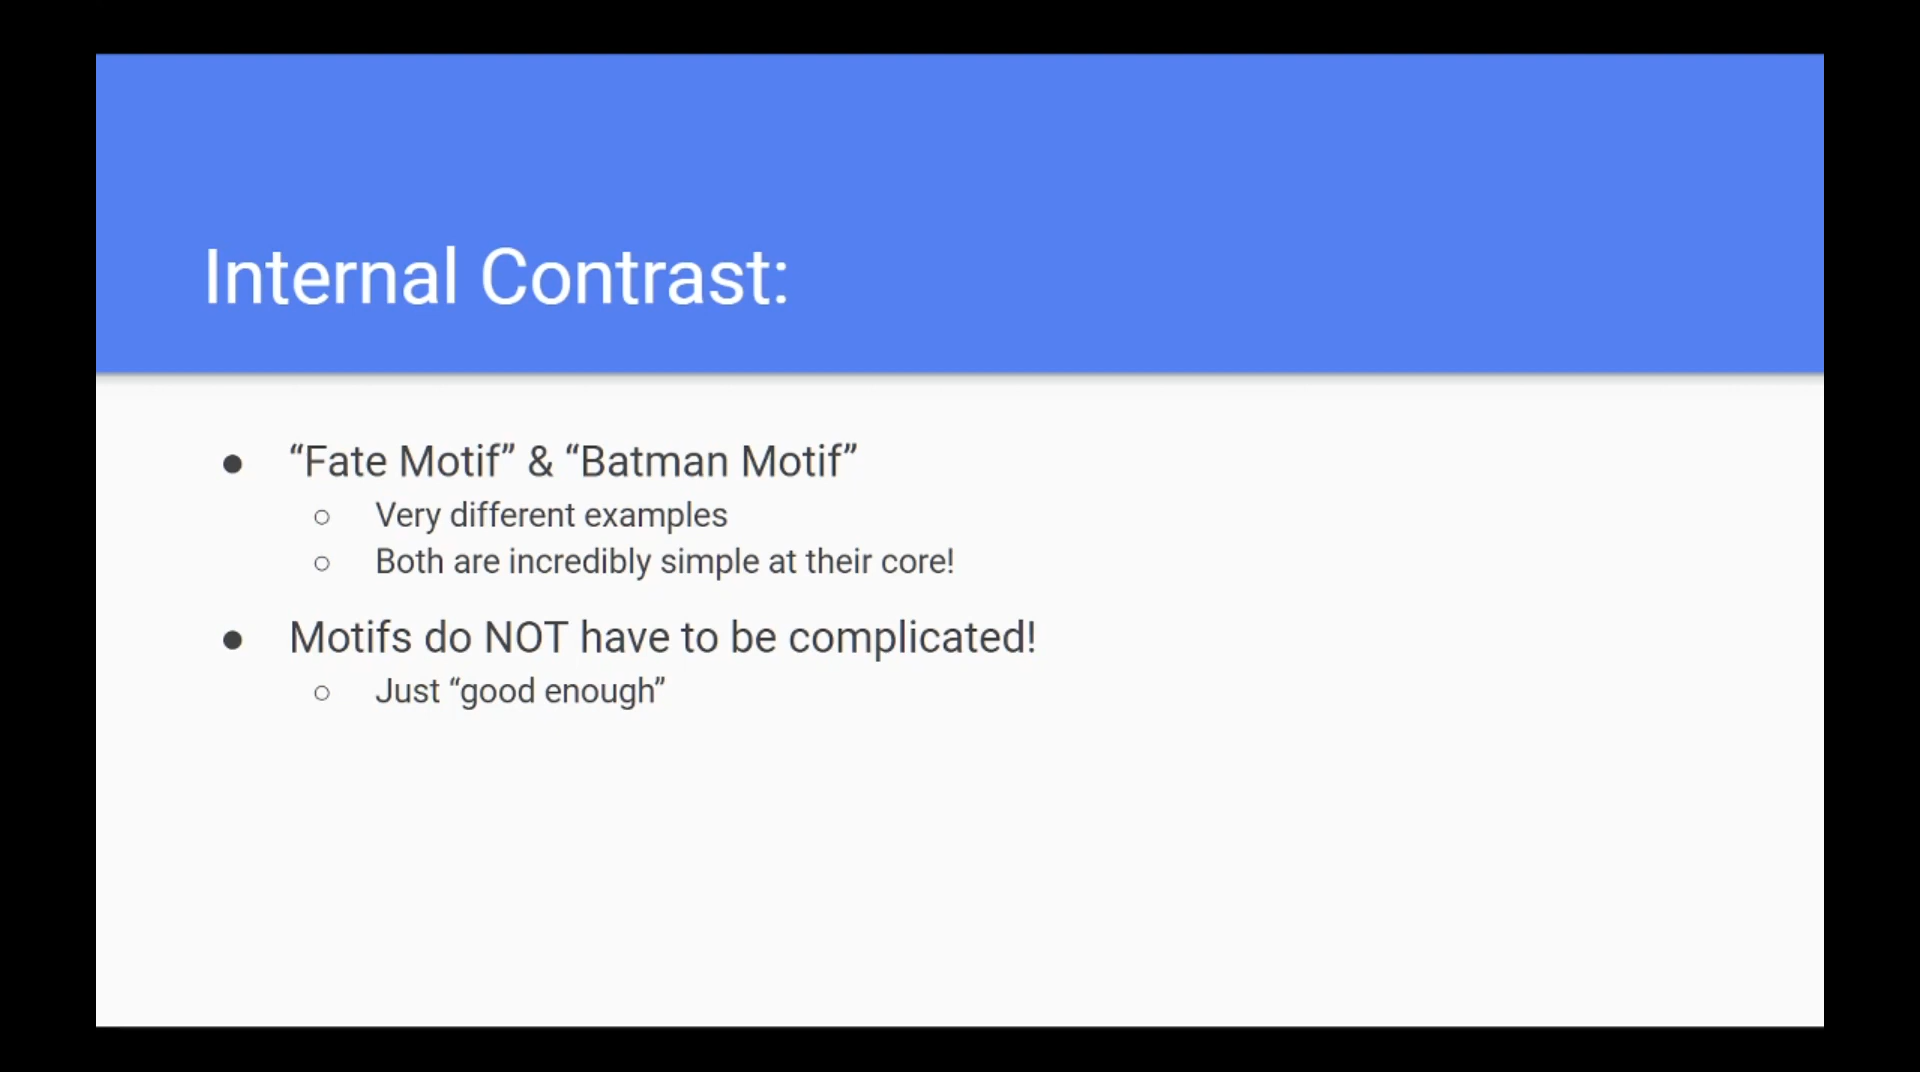 Internal Contrast:
● “Fate Motif” & “Batman Motif”
○ Very different examples
○ Both are incredibly simple at their core!
● Motifs do NOT have to be complicated!
○ Just “good enough”